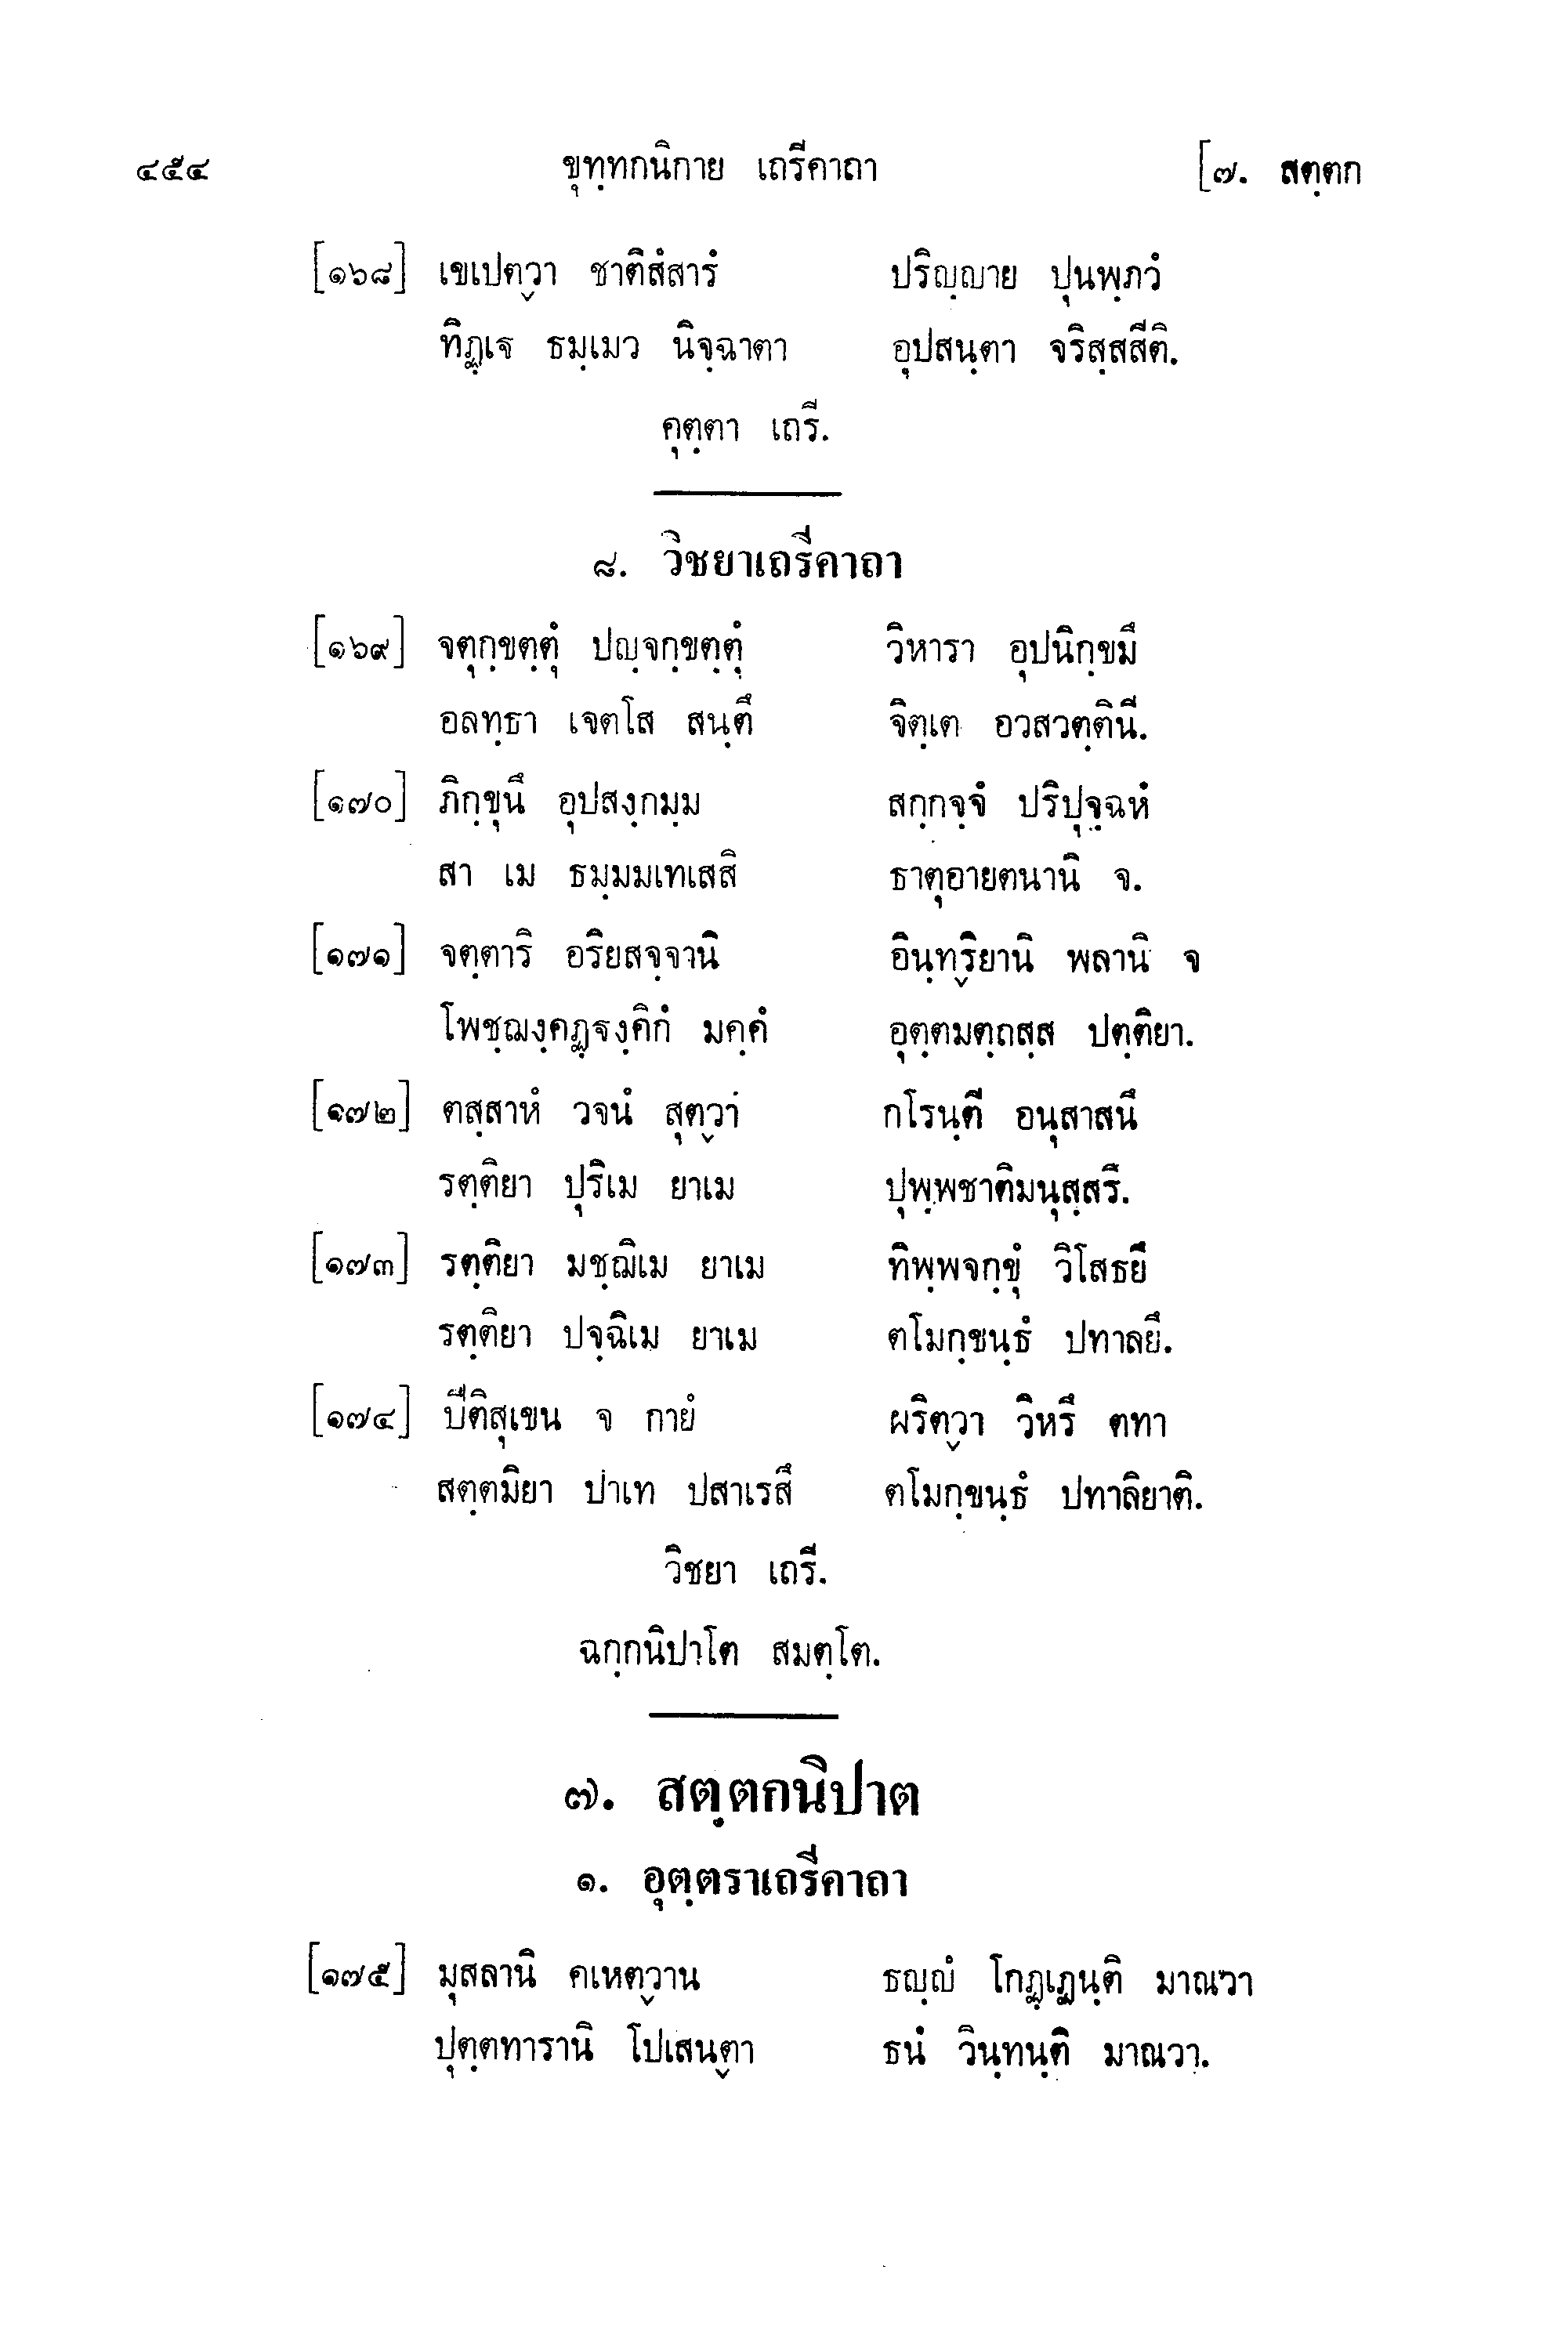 ๔๕๔ ขุทฺทกนิกาย เถรีคาถา [๗. สตฺตก
[๑๖๘] เขเปตฺวา ชาติสํสารํ ปริญฺญาย ปุนพฺภวํ
ทิฏฺเฐ ธมฺเมว นิจฺฉาตา อุปสนฺตา จริสฺสสีติ.
คุตฺตา เถรี.
๘. วิชยาเถรีคาถา
[๑๖๙] จตุกฺขตฺตุํ ปญฺจกฺขตฺตุํ วิหารา อุปนิกฺขมึ
อลทฺธา เจตโส สนฺตึ จิตฺเต อวสวตฺตินี.
[๑๗๐] ภิกฺขุนึ อุปสงฺกมฺม สกฺกจฺจํ ปริปุจฺฉหํ
สา เม ธมฺมมเทเสสิ ธาตุอายตนานิ จ.
[๑๗๑] จตฺตาริ อริยสจฺจานิ อินฺทฺริยานิ พลานิ จ
โพชฺฌงฺคฏฺฐงฺคิกํ มคฺคํ อุตฺตมตฺถสฺส ปตฺติยา.
[๑๗๒] ตสฺสาหํ วจนํ สุตฺวา กโรนฺตี อนุสาสนึ
รตฺติยา ปุริเม ยาเม ปุพฺพชาติมนุสฺสรึ.
[๑๗๓] รตฺติยา มชฺฌิเม ยาเม ทิพฺพจกฺขุํ วิโสธยึ
รตฺติยา ปจฺฉิเม ยาเม ตโมกฺขนฺธํ ปทาลยึ.
[๑๗๔] ปีติสุเขน จ กายํ ผริตฺวา วิหรึ ตทา
สตฺตมิยา ปาเท ปสาเรสึ ตโมกฺขนฺธํ ปทาลิยาติ.
วิชยา เถรี.
ฉกฺกนิปาโต สมตฺโต.
๗. สตฺตกนิปาต
๑. อุตฺตราเถรีคาถา
[๑๗๕] มุสลานิ คเหตฺวาน ธญฺญํ โกฏฺเฏนฺติ มาณวา
ปุตฺตทารานิ โปเสนฺตา ธนํ วินฺทนฺติ มาณวา.